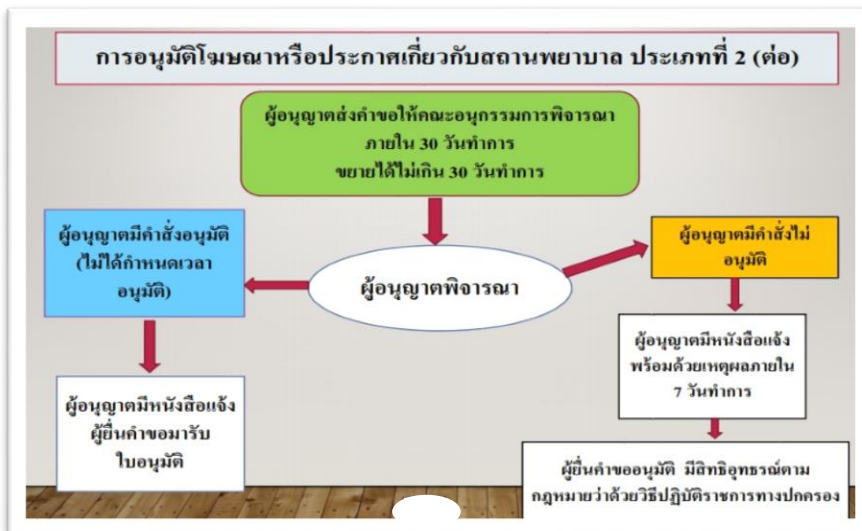 การอนุมัติโฆษณาหรือประกาศเกี่ยวกับสถานพยาบาล ประเภทที่ 2 (ต่อ)
ผู้อนุญาตส่งคำขอให้คณะอนุกรรมการพิจารณา
ภายใน 30 วันทำการ
ขยายได้ไม่เกิน 30 วันทำการ
ผู้อนุญาตพิจารณา
ผู้อนุญาตมีคำสั่งอนุมัติ
(ไม่ได้กำหนดเวลา
อนุมัติ)
ผู้อนุญาตมีหนังสือแจ้ง
ผู้ยื่นคำขอมารับ
ใบอนุมัติ
ผู้อนุญาตมีคำสั่งไม่
อนุมัติ
ผู้อนุญาตมีหนังสือแจ้ง
พร้อมด้วยเหตุผลภายใน
7 วันทำการ
ผู้ยื่นคำขออนุมัติ มีสิทธิอุทธรณ์ตาม
กฎหมายว่าด้วยวิธีปฏิบัติราชการทางปกครอง